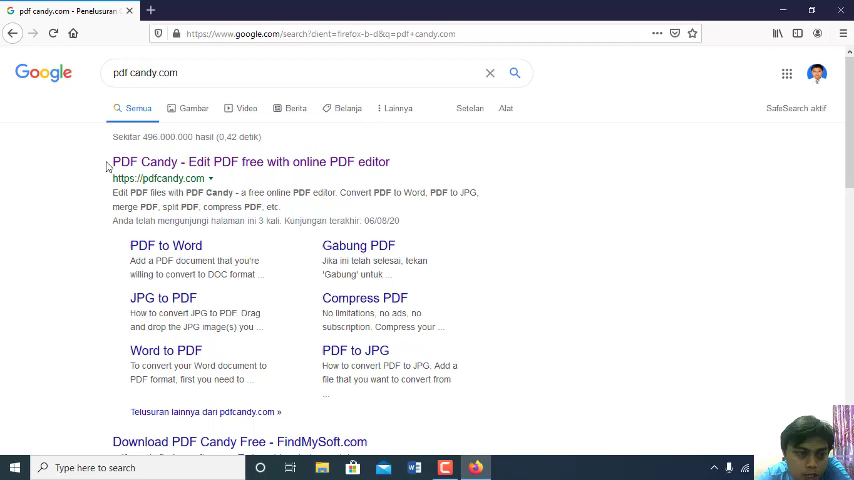 pdf candy.com - Penelusuran G
https://www.google.com/search?client=firefox-b-d&q=pdf+candy.com
Google
pdf candy.com
Semua Gambar Video Berita Belanja Lainnya Setelan Alat SafeSearch aktif
Sekitar 496.000.000 hasil (0,42 detik)
PDF Candy - Edit PDF free with online PDF editor
https://pdfcandy.com
Edit PDF files with PDF Candy - a free online PDF editor. Convert PDF to Word, PDF to JPG,
merge PDF, split PDF, compress PDF, etc.
Anda telah mengunjungi halaman ini 3 kali. Kunjungan terakhir: 06/08/20
PDF to Word
Add a PDF document that you're
willing to convert to DOC format ...
Gabung PDF
Jika ini telah selesai, tekan
'Gabung' untuk ...
JPG to PDF
How to convert JPG to PDF. Drag
and drop the JPG image(s) you ...
Compress PDF
No limitations, no ads, no
subscription. Compress your ...
Word to PDF
To convert your Word document to
PDF format, first you need to ...
PDF to JPG
How to convert PDF to JPG. Add a
file that you want to convert from
...
Telusuran lainnya dari pdfcandy.com »
Download PDF Candy Free - FindMySoft.com
Type here to search